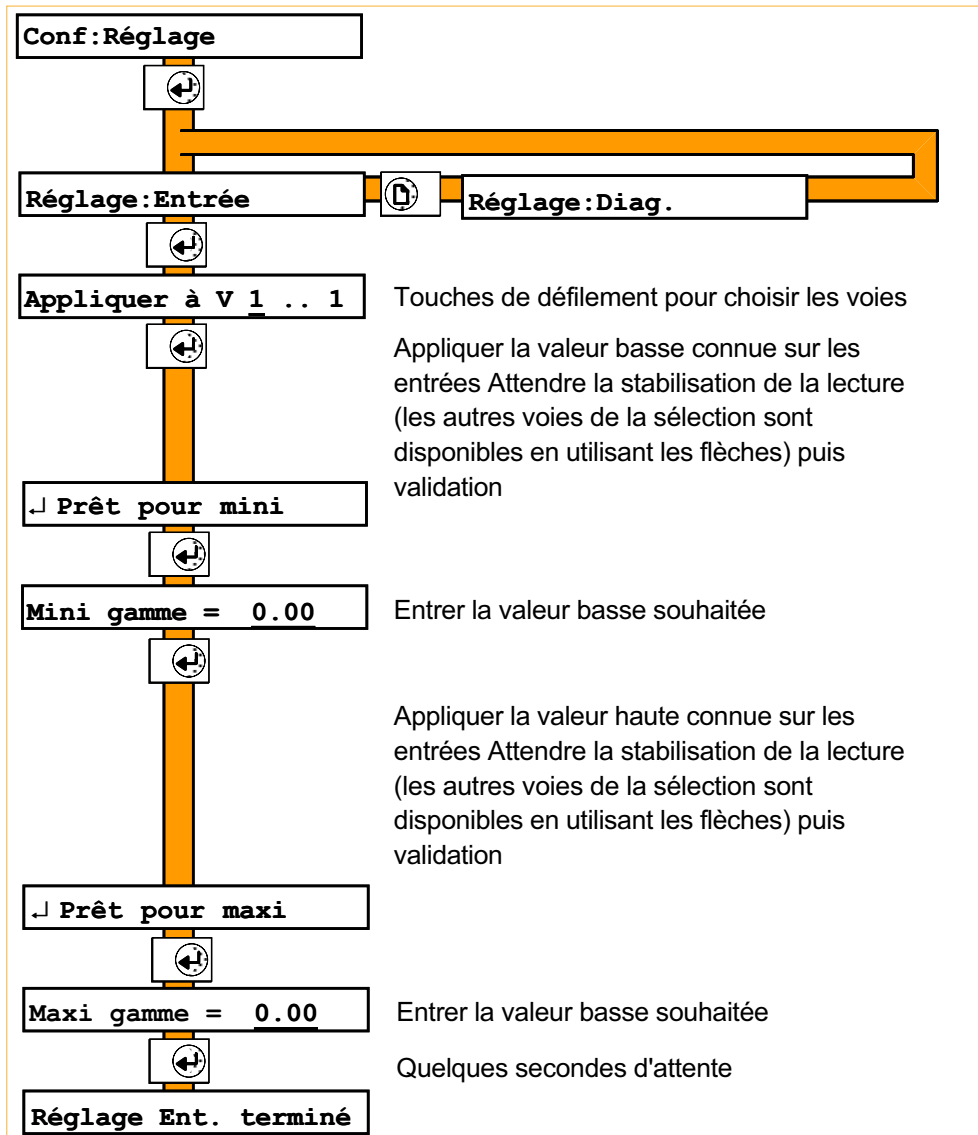 Conf:Réglage
Réglage:Entrée
Réglage:Diag.
Appliquer à V 1 .. 1
Touches de défilement pour choisir les voies
Appliquer la valeur basse connue sur les
entrées Attendre la stabilisation de la lecture
(les autres voies de la sélection sont
disponibles en utilisant les flèches) puis
validation
↵ Prêt pour mini
Mini gamme = 0.00
Entrer la valeur basse souhaitée
Appliquer la valeur haute connue sur les
entrées Attendre la stabilisation de la lecture
(les autres voies de la sélection sont
disponibles en utilisant les flèches) puis
validation
↵ Prêt pour maxi
Maxi gamme = 0.00
Entrer la valeur basse souhaitée
Quelques secondes d'attente
Réglage Ent. terminé